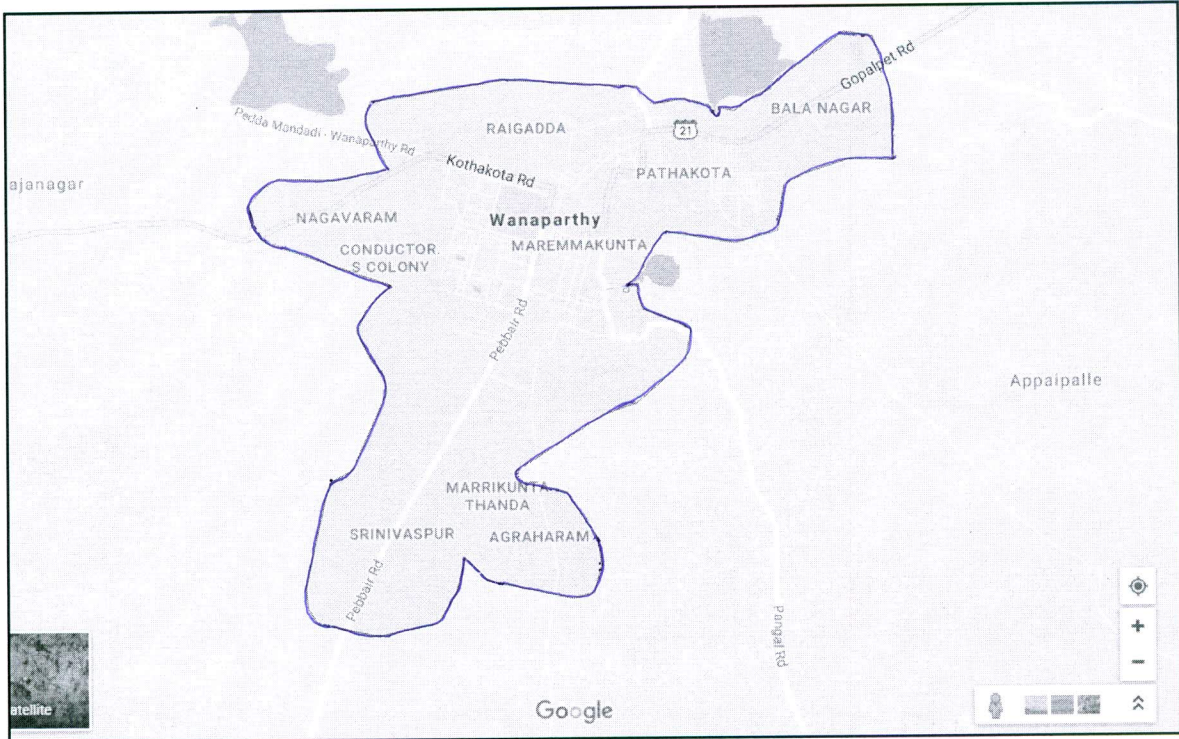 Gopalpet Rd
BALA NAGAR
Pedda Mandadi - Wanaparthy Rd
RAIGADDA
21
Kothakota Rd
PATHAKOTA
ajanagar
NAGAVARAM
Wanaparthy
CONDUCTOR
S COLONY
MAREMMAKUNTA
Pebbair Rd
Appaipalle
MARRIKUNTA
THANDA
SRINIVASPUR
AGRAHARAM
Pebbair Rd
Pangal Rd
atellite
Google